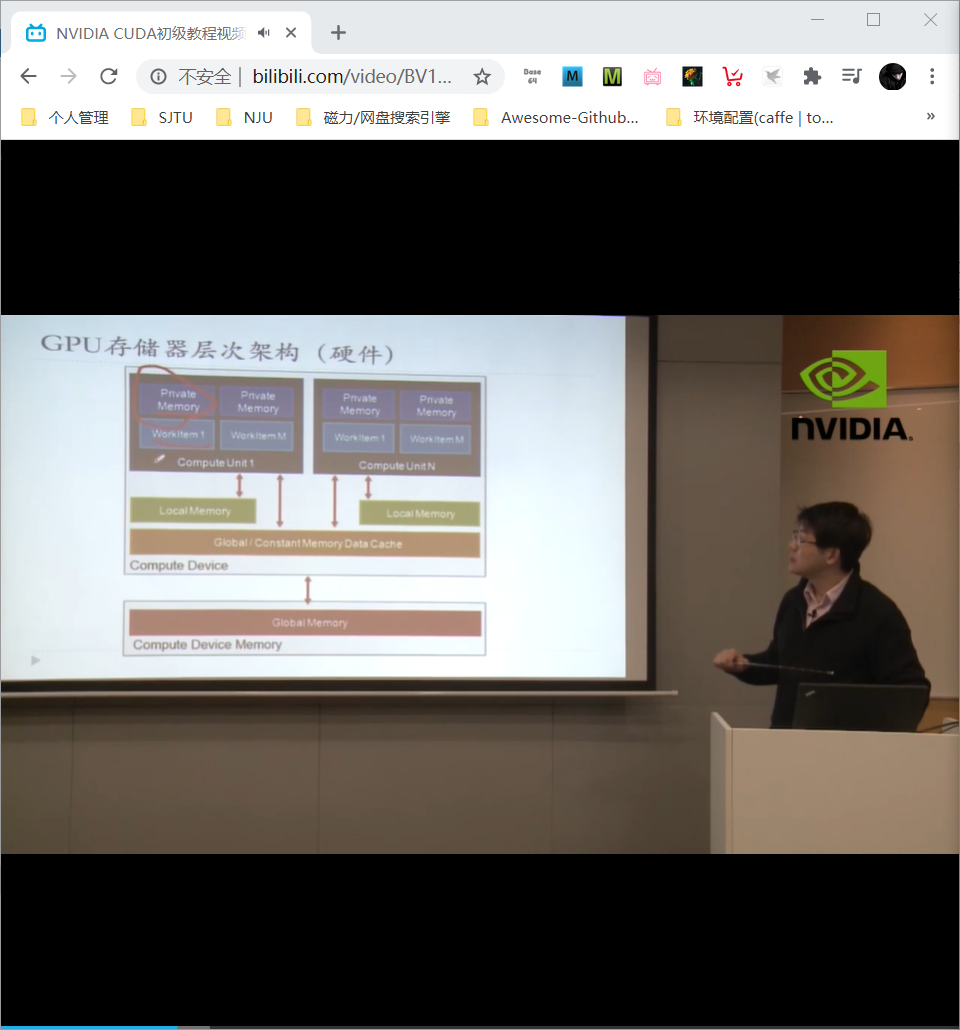 NVIDIA CUDA初级教程视频
不安全 | bilibili.com/video/BV1...
Base
64
M
M
个人管理
SJTU
NJU
磁力/网盘搜索引擎
Awesome-Github...
环境配置(caffe | to...
»
GPU存储器层次架构（硬件）
Private
Memory
Private
Memory
Private
Memory
Private
Memory
WorkItem 1
WorkItem M
WorkItem 1
WorkItem M
Compute Unit 1
Compute Unit N
Local Memory
Local Memory
Global / Constant Memory Data Cache
Compute Device
Global Memory
Compute Device Memory
NVIDIA.